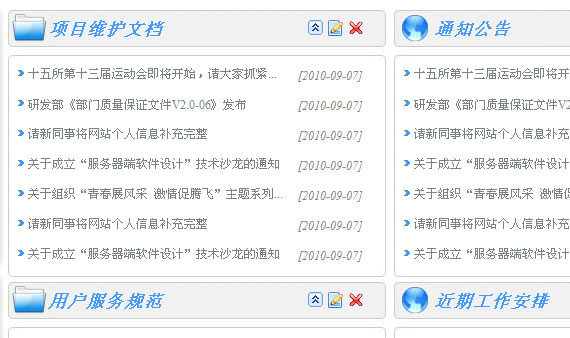 项目维护文档
十五所第十三届运动会即将开始，请大家抓紧... [2010-09-07]
研发部《部门质量保证文件V2.0-06》发布 [2010-09-07]
请新同事将网站个人信息补充完整 [2010-09-07]
关于成立“服务器端软件设计”技术沙龙的通知 [2010-09-07]
关于组织“青春展风采 激情促腾飞”主题系列... [2010-09-07]
请新同事将网站个人信息补充完整 [2010-09-07]
关于成立“服务器端软件设计”技术沙龙的通知 [2010-09-07]
通知公告
十五所第十三届运动会即将开
研发部《部门质量保证文件V
请新同事将网站个人信息补充
关于成立“服务器端软件设计
关于组织“青春展风采 激情
请新同事将网站个人信息补充
关于成立“服务器端软件设计
用户服务规范
近期工作安排